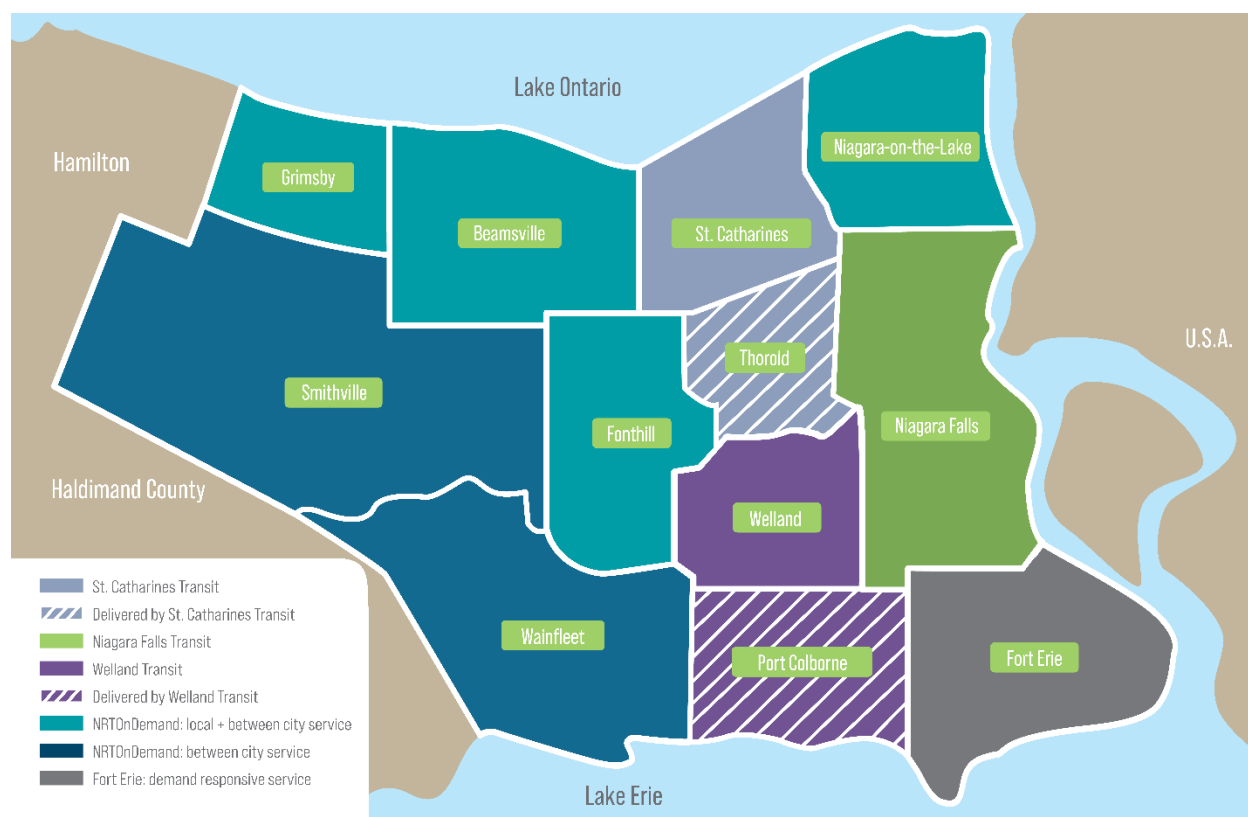 Lake Ontario
Hamilton
Niagara-on-the-Lake
Grimsby
Beamsville
St. Catharines
U.S.A.
Thorold
Smithville
Niagara Falls
Fonthill
Haldimand County
Welland
Wainfleet
Port Colborne
Fort Erie
Lake Erie
St. Catharines Transit
Delivered by St. Catharines Transit
Niagara Falls Transit
Welland Transit
Delivered by Welland Transit
NRTOnDemand: local + between city service
NRTOnDemand: between city service
Fort Erie: demand responsive service